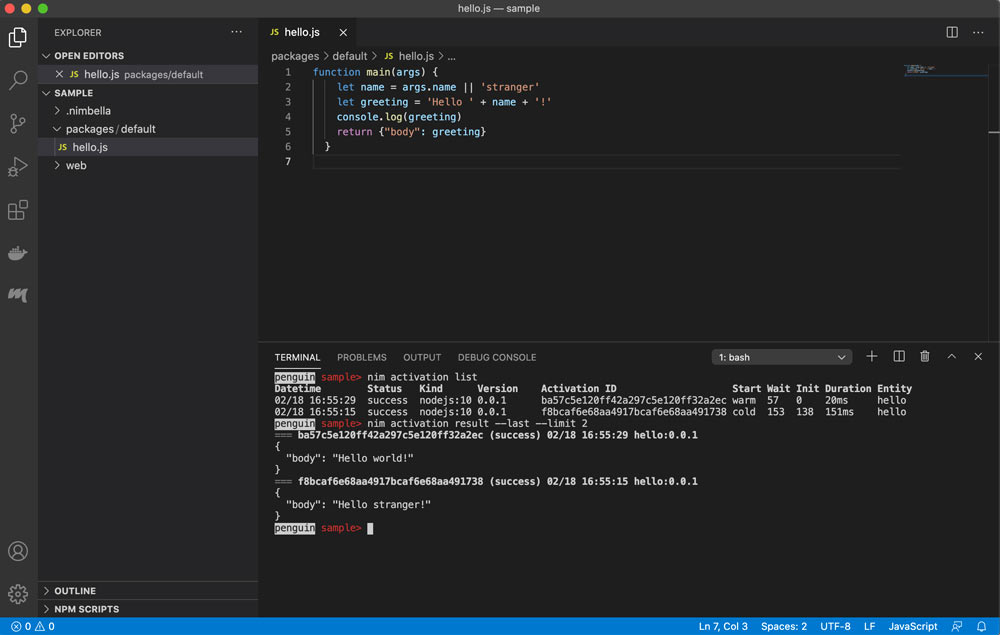 hello.js — sample
EXPLORER
OPEN EDITORS
JS hello.js packages/default
SAMPLE
.nimbella
packages / default
JS hello.js
web
OUTLINE
NPM SCRIPTS
JS hello.js
packages > default > JS hello.js > ...
1 function main(args) {
2 let name = args.name || 'stranger'
3 let greeting = 'Hello ' + name + '!'
4 console.log(greeting)
5 return {"body": greeting}
6 }
7
TERMINAL PROBLEMS OUTPUT DEBUG CONSOLE 1: bash
penguin sample> nim activation list
Datetime Status Kind Version Activation ID Start Wait Init Duration Entity
02/18 16:55:29 success nodejs:10 0.0.1 ba57c5e120ff42a297c5e120ff32a2ec warm 57 0 20ms hello
02/18 16:55:15 success nodejs:10 0.0.1 f8bcaf6e68aa4917bcaf6e68aa491738 cold 153 138 151ms hello
penguin sample> nim activation result --last --limit 2
=== ba57c5e120ff42a297c5e120ff32a2ec (success) 02/18 16:55:29 hello:0.0.1
{
"body": "Hello world!"
}
=== f8bcaf6e68aa4917bcaf6e68aa491738 (success) 02/18 16:55:15 hello:0.0.1
{
"body": "Hello stranger!"
}
penguin sample>
0 0 Ln 7, Col 3 Spaces: 2 UTF-8 LF JavaScript